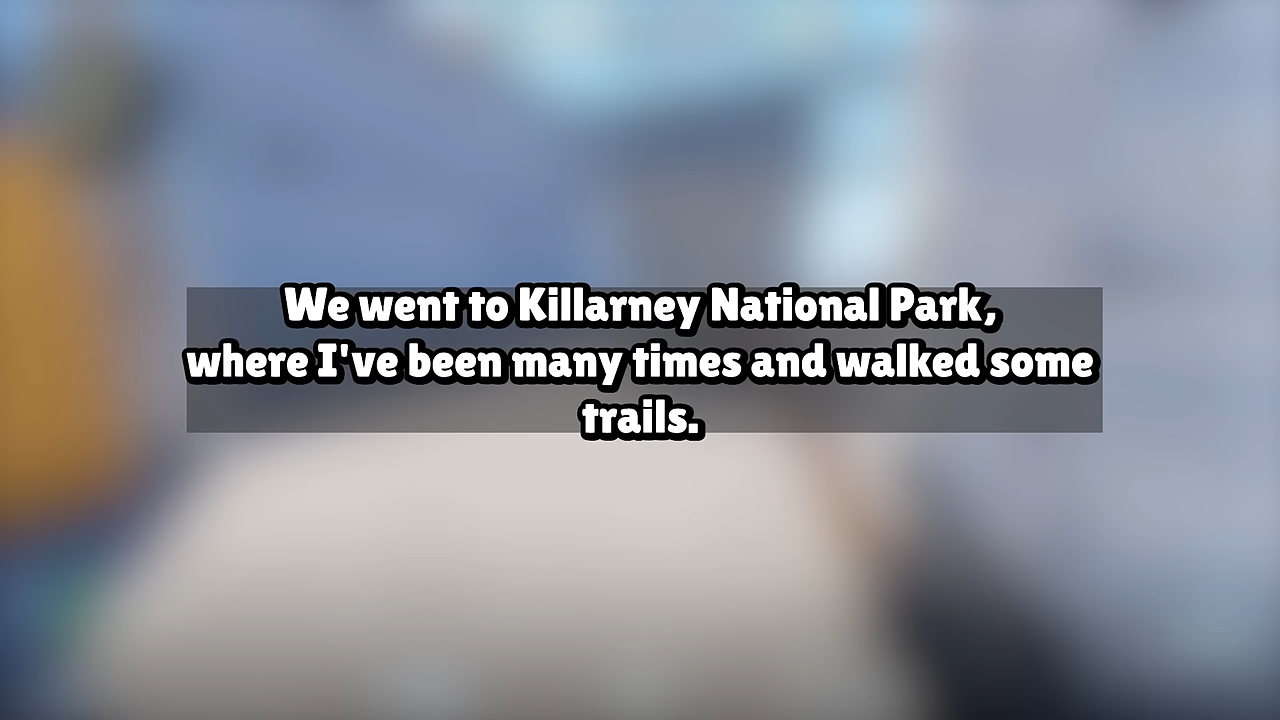 We went to Killarney National Park,
where I've been many times and walked some
trails.